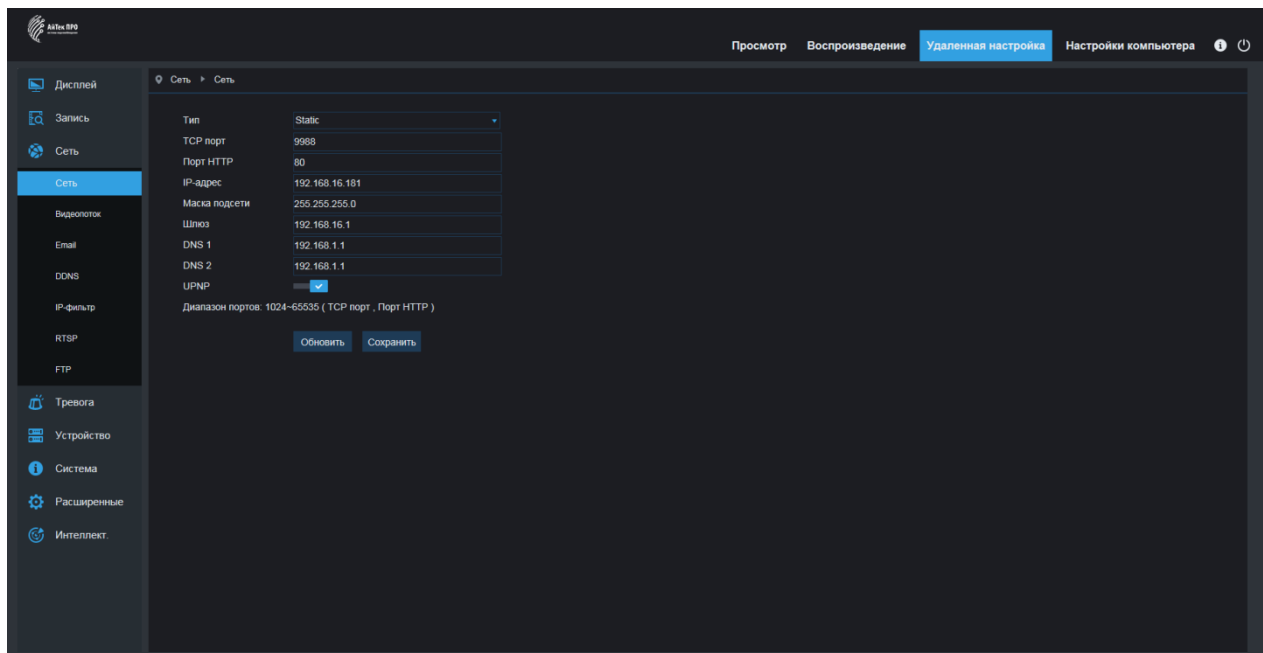 АйТек ПРО
Просмотр Воспроизведение Удаленная настройка Настройки компьютера
Дисплей
Запись
Сеть
Сеть
Видеопоток
Email
DDNS
IP-фильтр
RTSP
FTP
Тревога
Устройство
Система
Расширенные
Интеллект.
Сеть Сеть
Тип Static
TCP порт 9988
Порт HTTP 80
IP-адрес 192.168.16.181
Маска подсети 255.255.255.0
Шлюз 192.168.16.1
DNS 1 192.168.1.1
DNS 2 192.168.1.1
UPNP
Диапазон портов: 1024~65535 ( TCP порт , Порт HTTP )
Обновить Сохранить